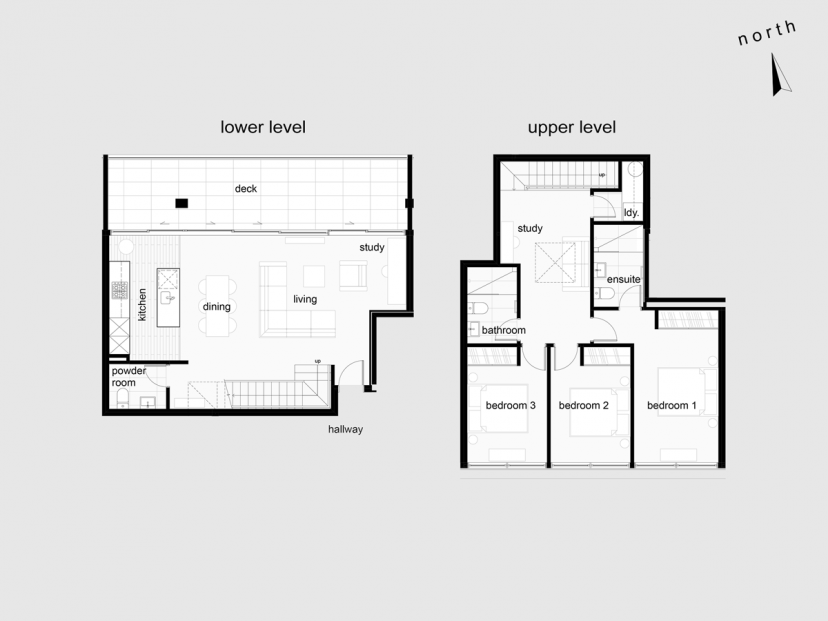 north
lower level
upper level
deck
up
ldy.
study
study
ensuite
kitchen
dining
living
bathroom
up
powder
room
bedroom 3
bedroom 2
bedroom 1
hallway